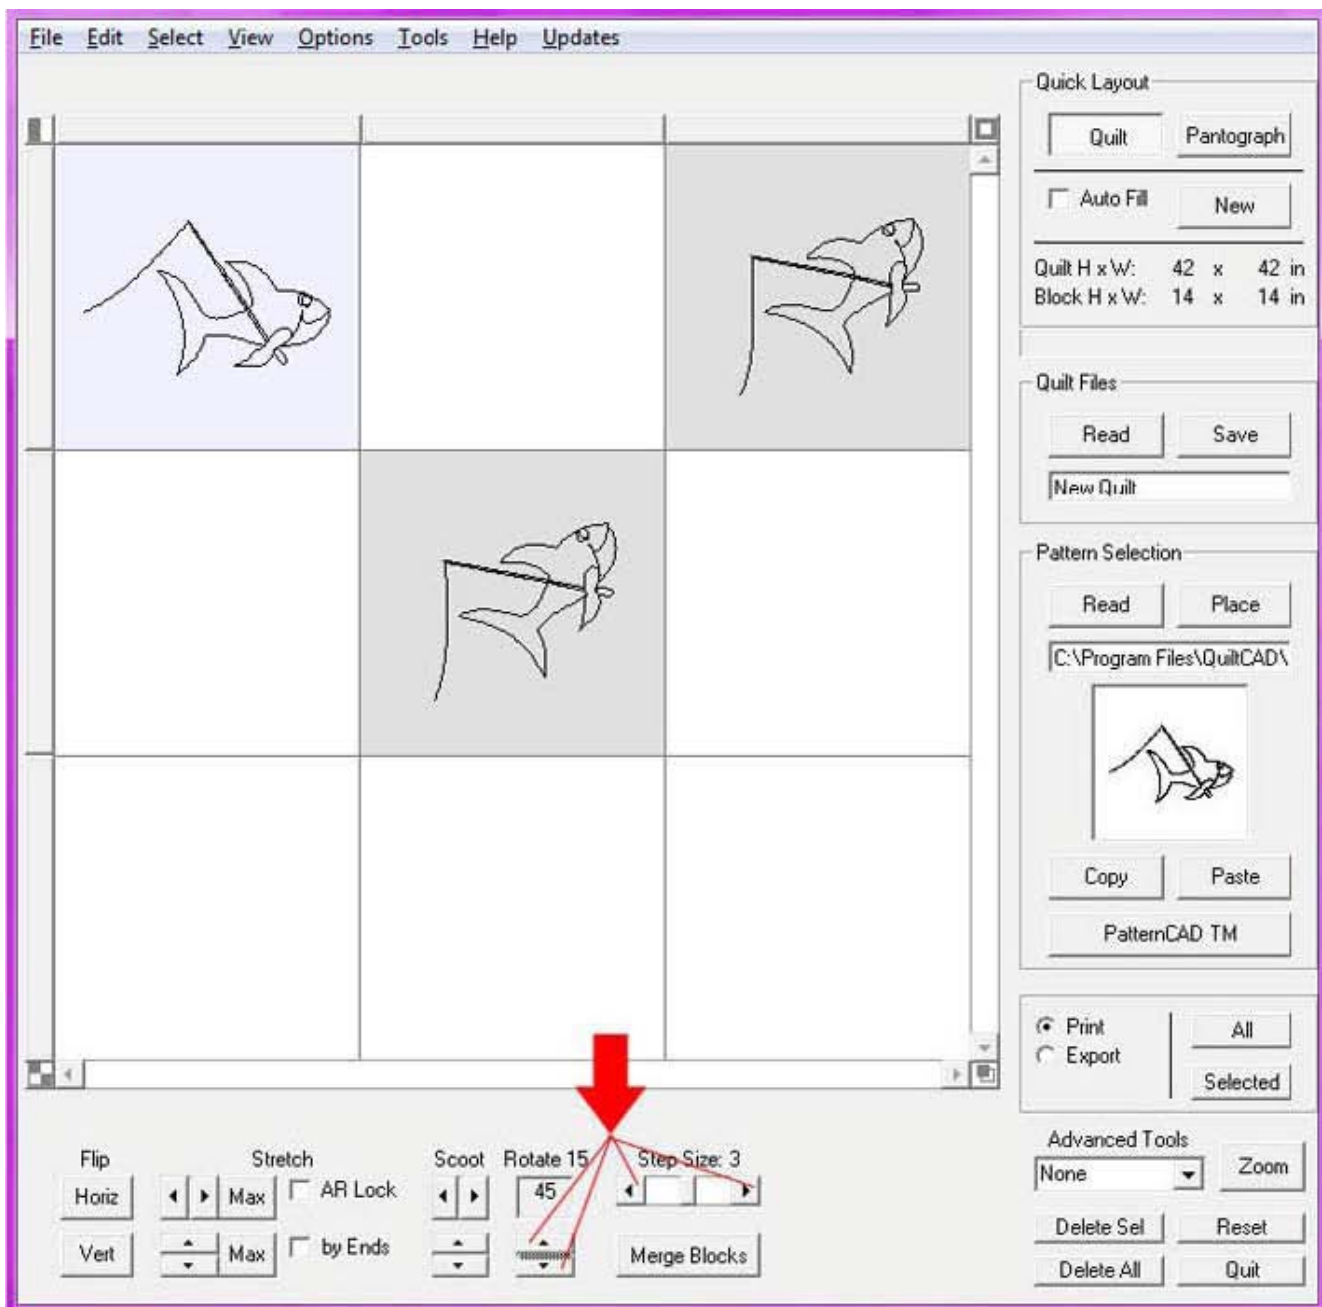 File Edit Select View Options Tools Help Updates
Quick Layout
Quilt Pantograph
Auto Fill New
Quilt H x W: 42 x 42 in
Block H x W: 14 x 14 in
Quilt Files
Read Save
New Quilt
Pattern Selection
Read Place
C:\Program Files\QuiltCAD\
Copy Paste
PatternCAD TM
Print All
Export
Selected
Flip Stretch Scoot Rotate 15 Step Size: 3
Horiz Max AR Lock 45
Vert Max by Ends Merge Blocks
Advanced Tools
None Zoom
Delete Sel Reset
Delete All Quit